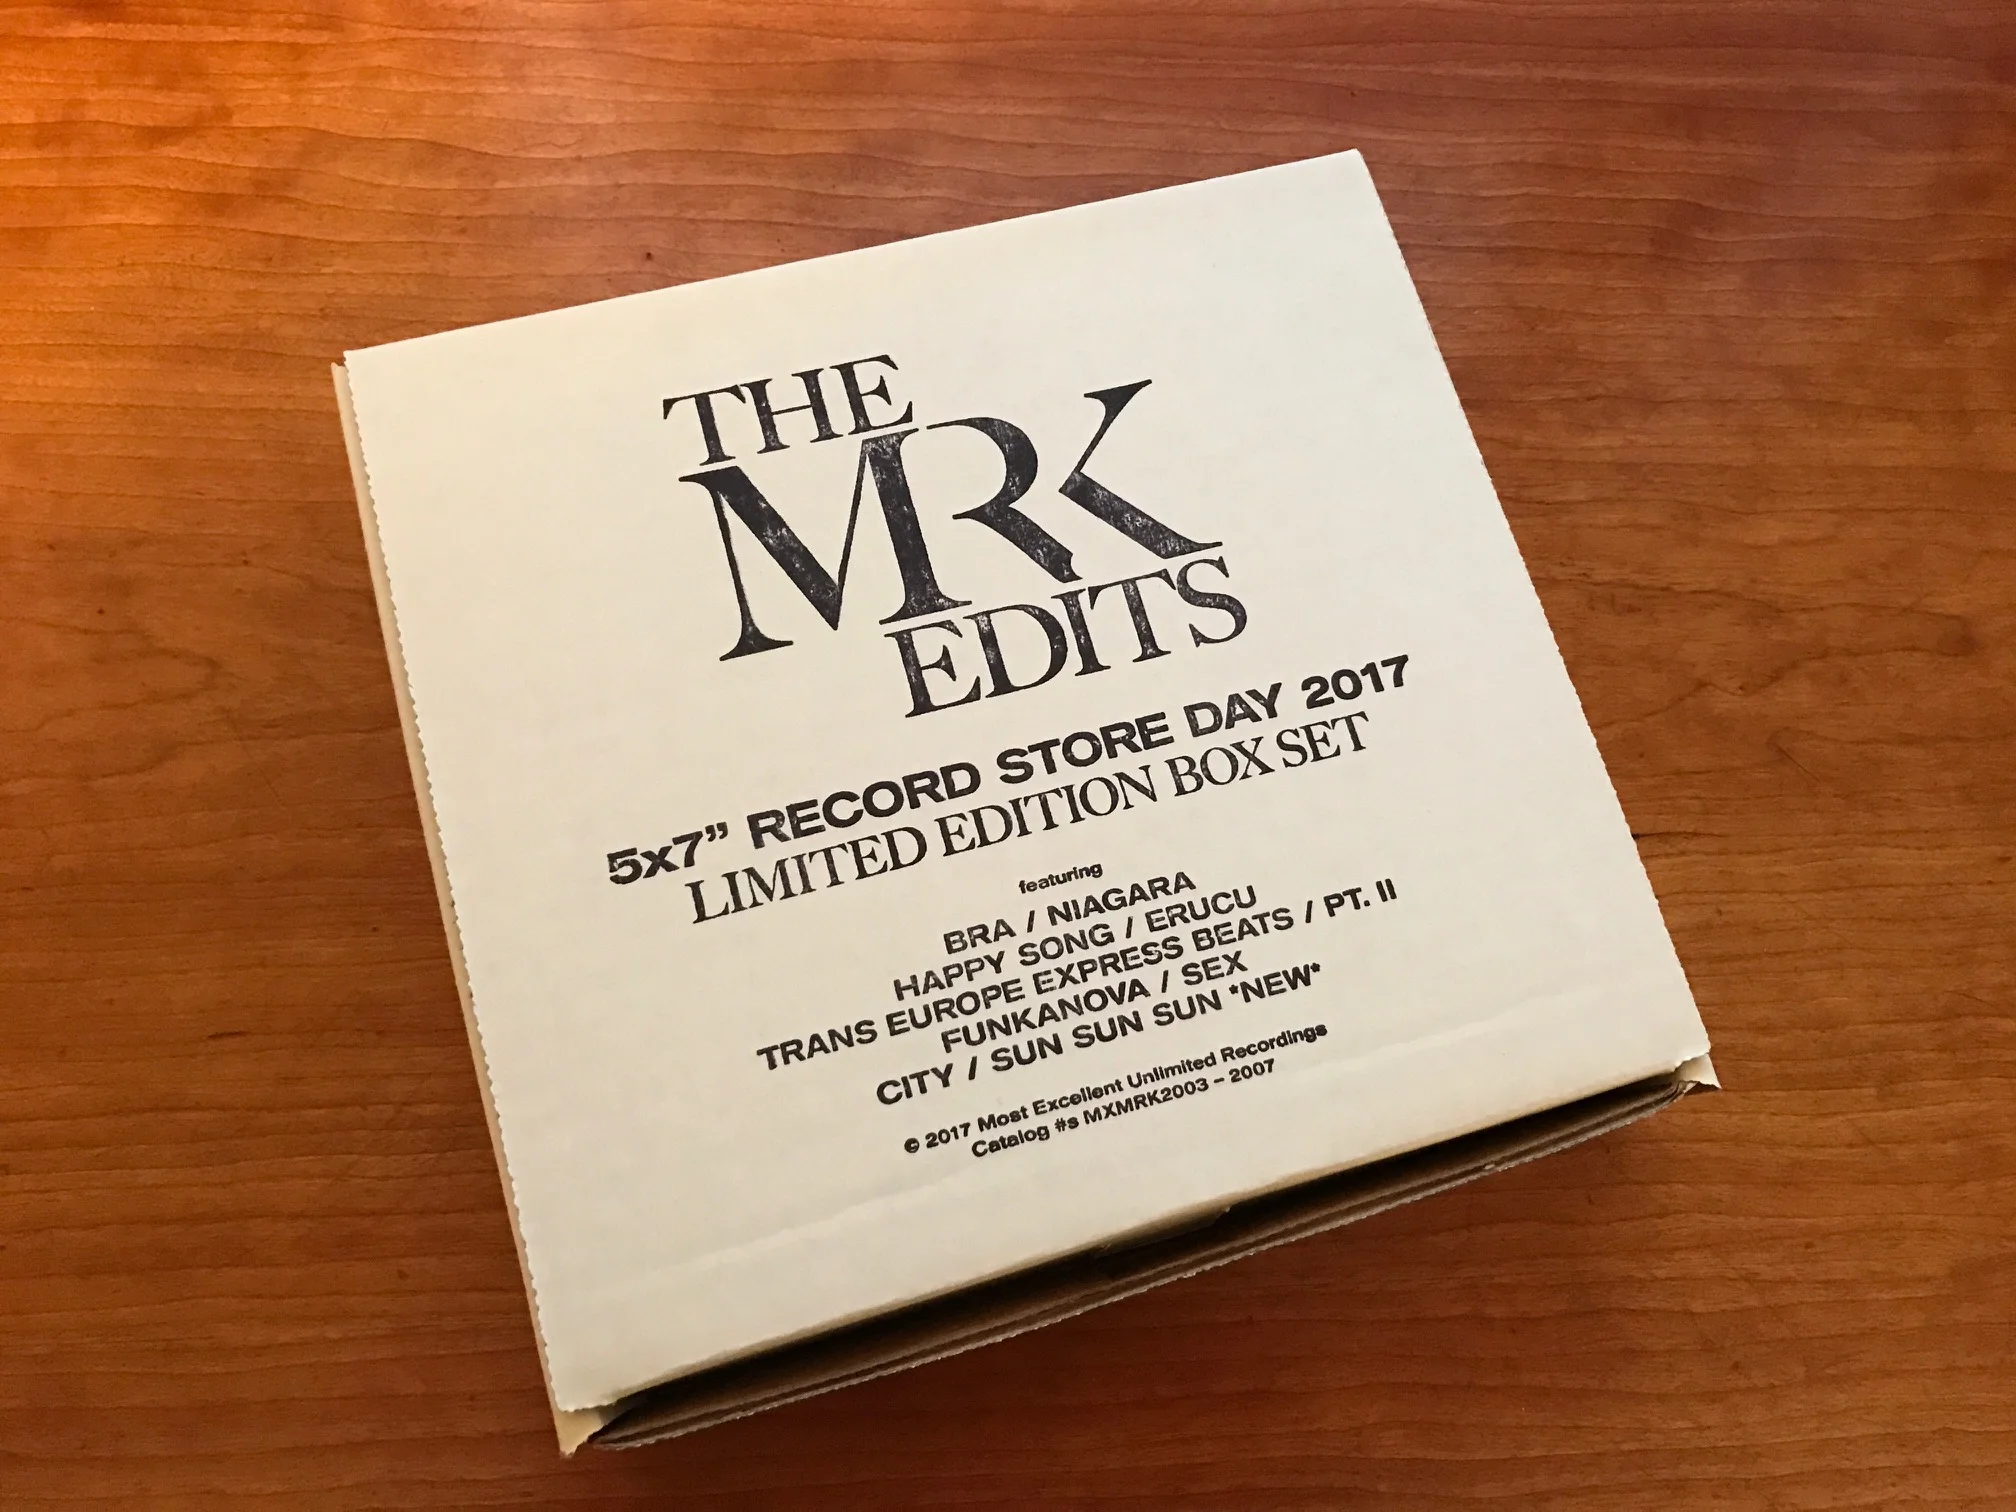 THE
MRK
EDITS
5x7” RECORD STORE DAY 2017
LIMITED EDITION BOX SET
featuring
BRA / NIAGARA
HAPPY SONG / ERUCU
TRANS EUROPE EXPRESS BEATS / PT. II
FUNKANOVA / SEX
CITY / SUN SUN SUN *NEW*
© 2017 Most Excellent Unlimited Recordings
Catalog #s MXMRK2003 – 2007